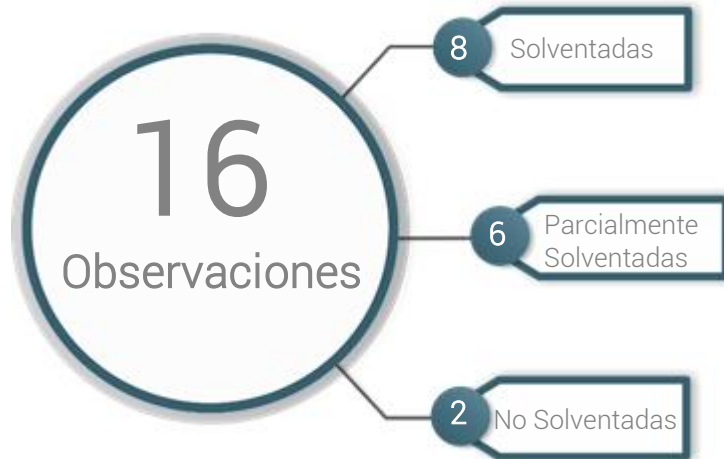 16
Observaciones
8
Solventadas
6
Parcialmente
Solventadas
2
No Solventadas